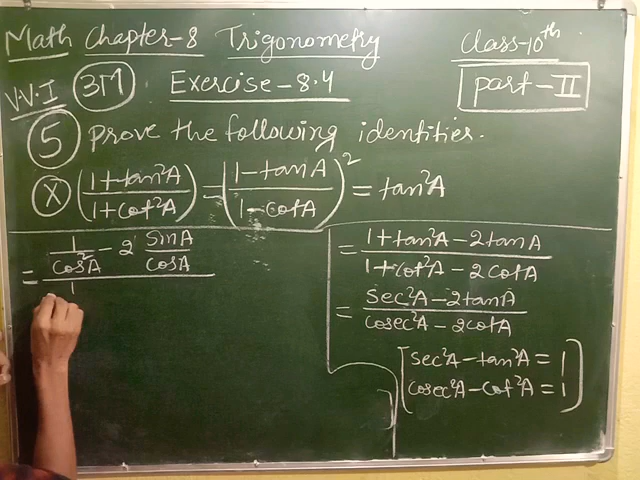 Math Chapter-8 Trigonometry Class-10th
V.V.I 3M Exercise-8.4 part-II
5 prove the following identities.
X (1+tan²A / 1+cot²A) = (1-tanA / 1-cotA)² = tan²A
= (1/cos²A - 2 sinA/cosA) / 1
= 1+tan²A-2tanA / 1+cot²A-2cotA
= sec²A-2tanA / cosec²A-2cotA
[sec²A-tan²A=1
cosec²A-cot²A=1]